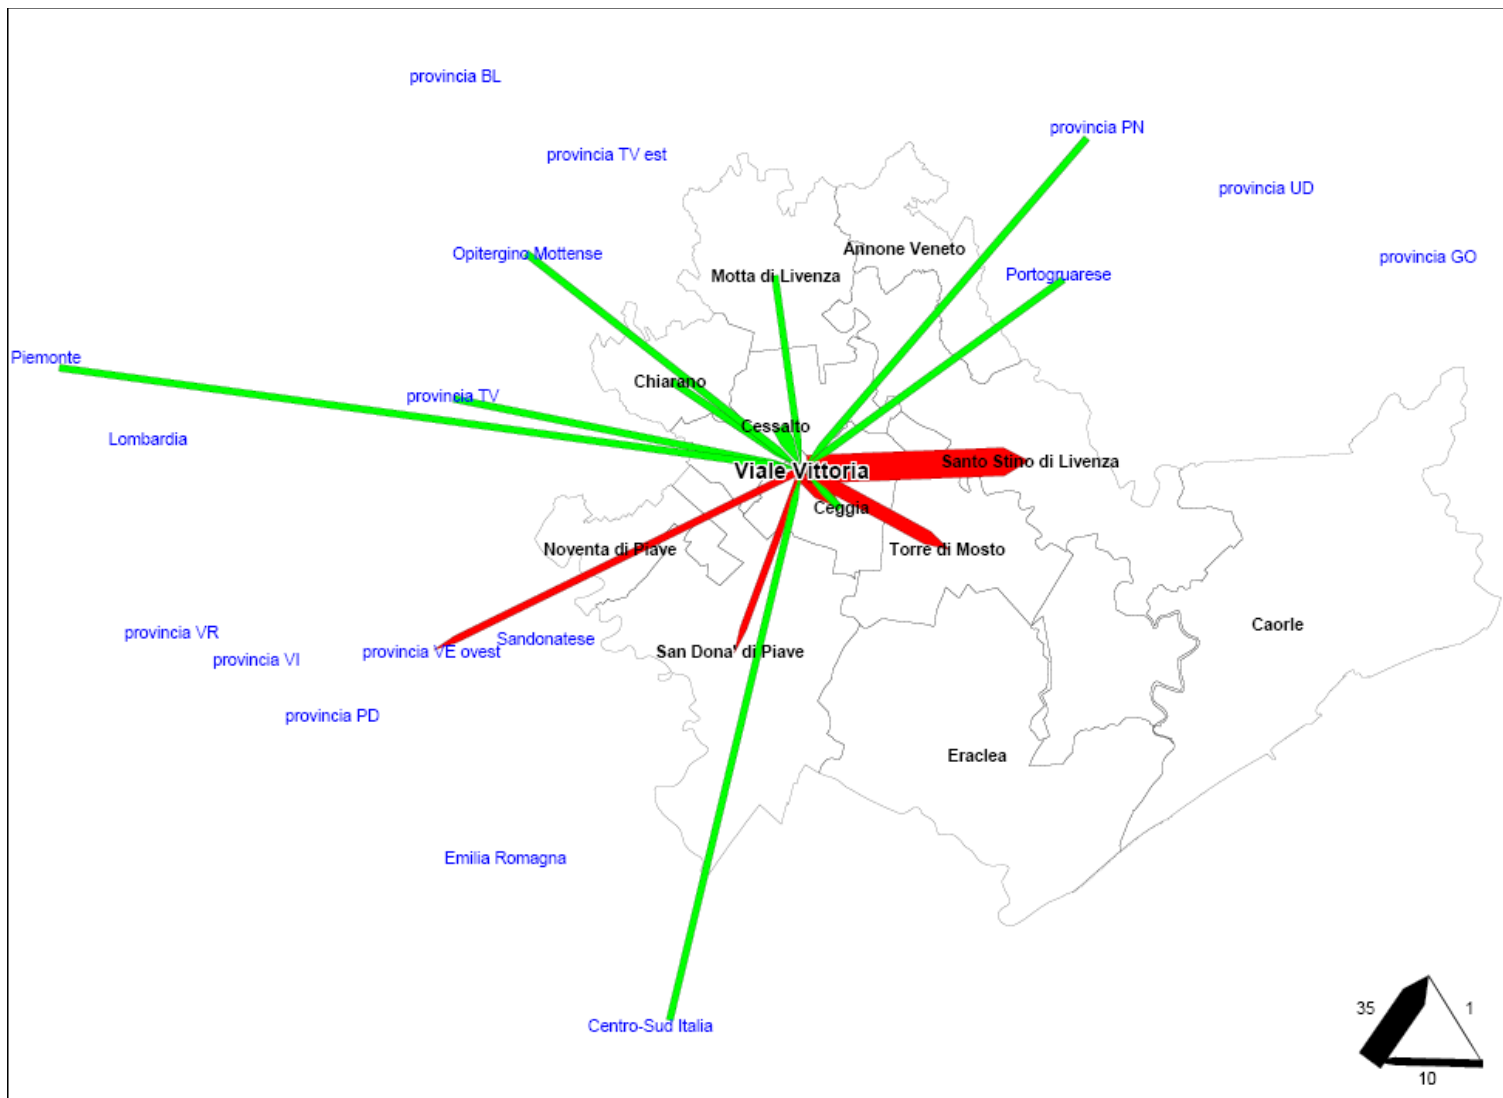 provincia BL
provincia PN
provincia TV est
provincia UD
Annone Veneto
Opitergino Mottense
provincia GO
Motta di Livenza
Portogruarese
Piemonte
Chiarano
provincia TV
Cessalto
Lombardia
Santo Stino di Livenza
Viale Vittoria
Ceggia
Noventa di Piave
Torre di Mosto
Caorle
provincia VR
Sandonatese
provincia VE ovest
San Dona' di Piave
provincia VI
provincia PD
Eraclea
Emilia Romagna
35
1
Centro-Sud Italia
10